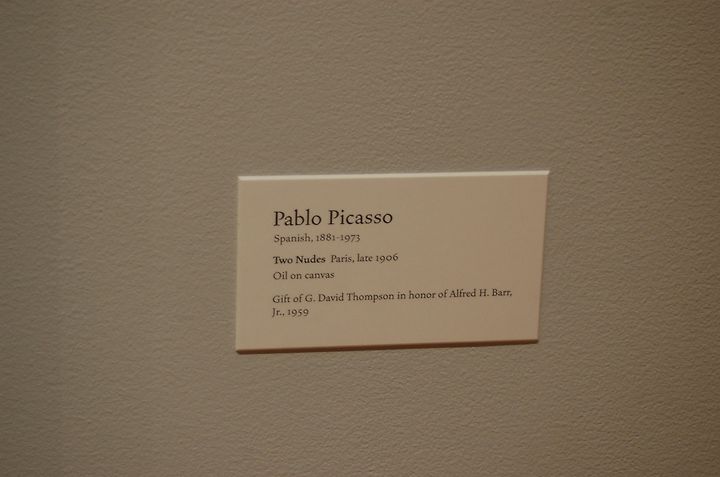 Pablo Picasso
Spanish, 1881-1973
Two Nudes Paris, late 1906
Oil on canvas
Gift of G. David Thompson in honor of Alfred H. Barr,
Jr., 1959